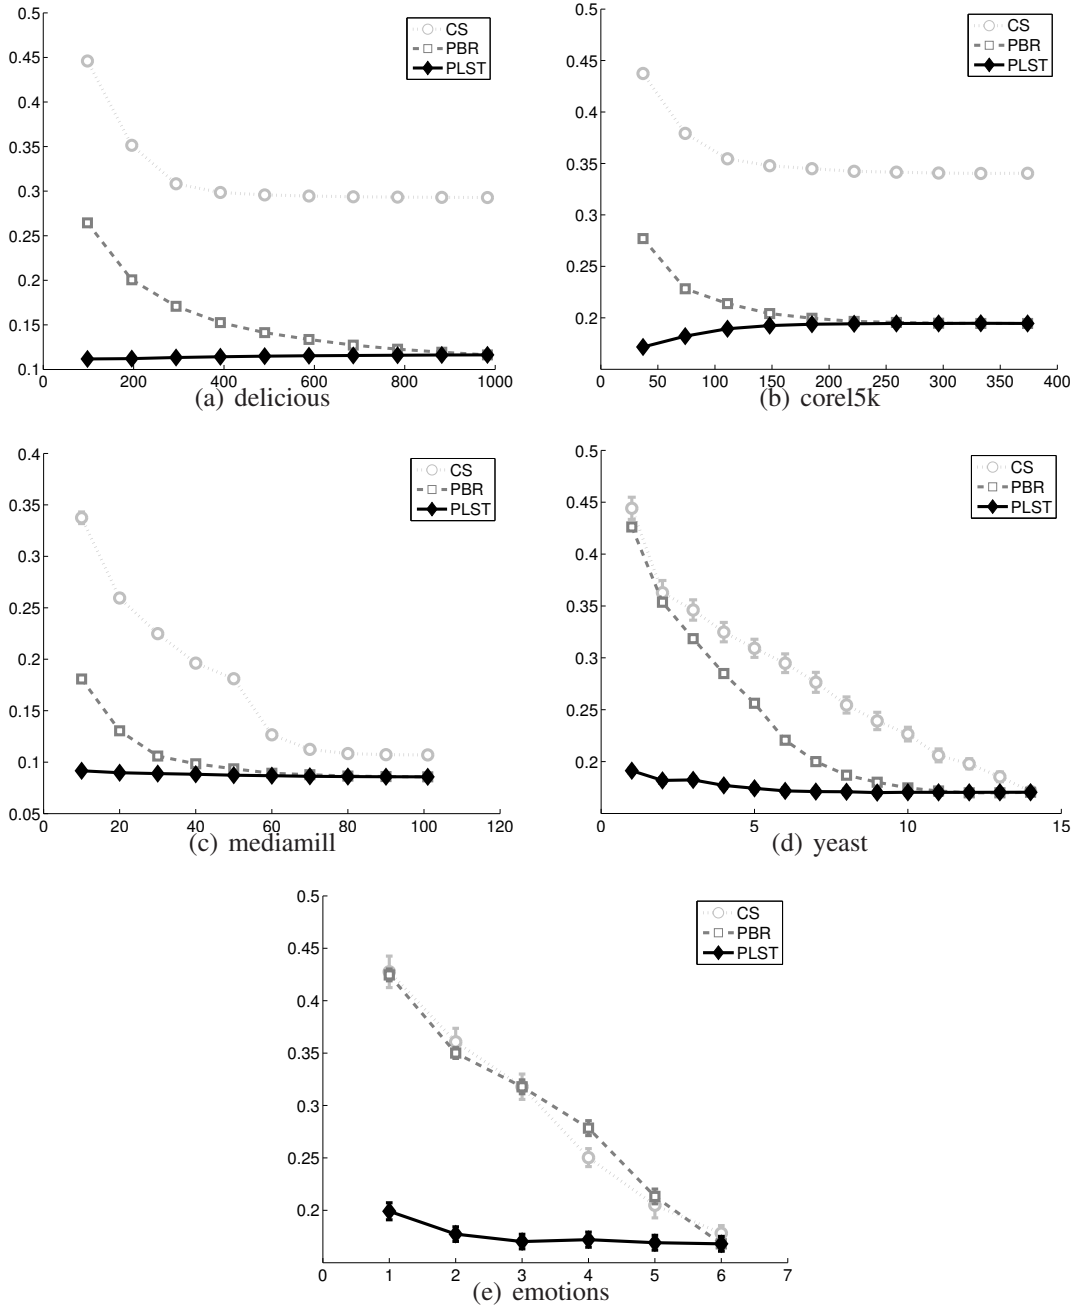 0.5
0.45
0.4
0.35
0.3
0.25
0.2
0.15
0.1
0 200 400 600 800 1000
CS
PBR
PLST
(a) delicious
0.5
0.45
0.4
0.35
0.3
0.25
0.2
0 50 100 150 200 250 300 350 400
CS
PBR
PLST
(b) corel5k
0.4
0.35
0.3
0.25
0.2
0.15
0.1
0.05
0 20 40 60 80 100 120
CS
PBR
PLST
(c) mediamill
0.5
0.45
0.4
0.35
0.3
0.25
0.2
0 5 10 15
CS
PBR
PLST
(d) yeast
0.5
0.45
0.4
0.35
0.3
0.25
0.2
0 1 2 3 4 5 6 7
CS
PBR
PLST
(e) emotions